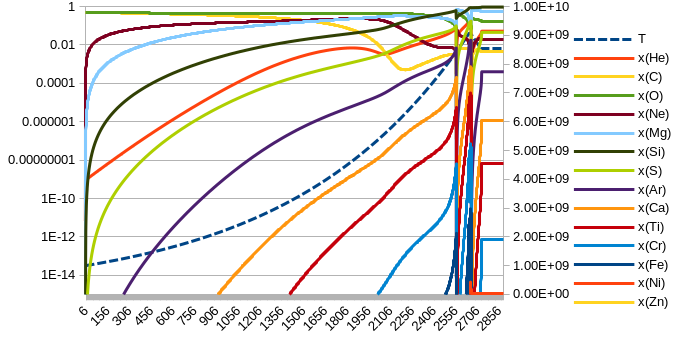 1
0.01
0.0001
0.000001
0.00000001
1E-10
1E-12
1E-14
1.00E+10
9.00E+09
8.00E+09
7.00E+09
6.00E+09
5.00E+09
4.00E+09
3.00E+09
2.00E+09
1.00E+09
0.00E+00
6
156
306
456
606
756
906
1056
1206
1356
1506
1656
1806
1956
2106
2256
2406
2556
2706
2856
T
x(He)
x(C)
x(O)
x(Ne)
x(Mg)
x(Si)
x(S)
x(Ar)
x(Ca)
x(Ti)
x(Cr)
x(Fe)
x(Ni)
x(Zn)